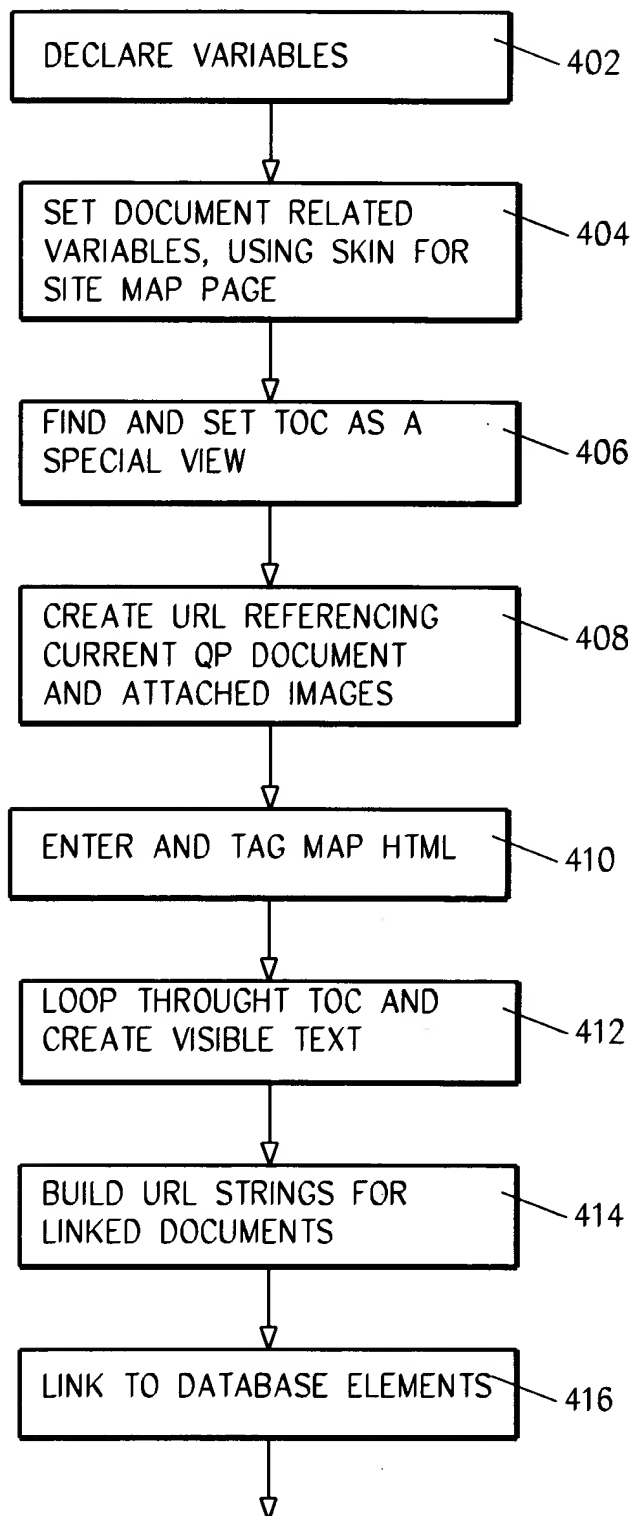 DECLARE VARIABLES
402
SET DOCUMENT RELATED
VARIABLES, USING SKIN FOR
SITE MAP PAGE
404
FIND AND SET TOC AS A
SPECIAL VIEW
406
CREATE URL REFERENCING
CURRENT QP DOCUMENT
AND ATTACHED IMAGES
408
ENTER AND TAG MAP HTML
410
LOOP THROUGHT TOC AND
CREATE VISIBLE TEXT
412
BUILD URL STRINGS FOR
LINKED DOCUMENTS
414
LINK TO DATABASE ELEMENTS
416